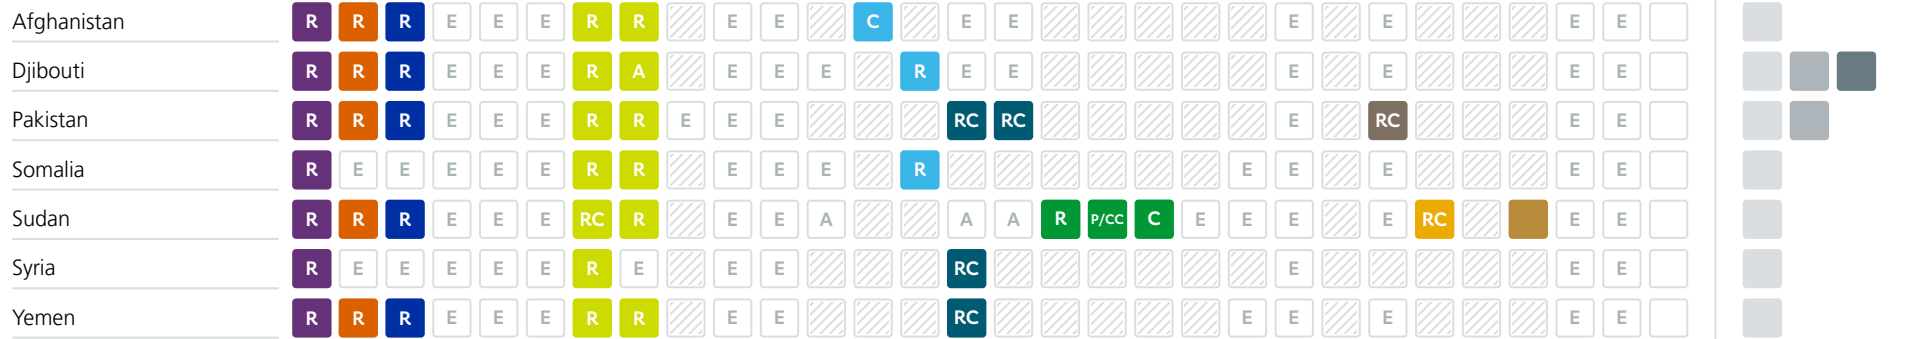 Afghanistan R R R E E E R R E E C E E E E E E
Djibouti R R R E E E R A E E E R E E E E E E
Pakistan R R R E E E R R E E E RC RC E RC E E
Somalia R E E E E E R R E E E R E E E E E
Sudan R R R E E E RC R E E A A A R P/CC C E E E E RC E E
Syria R E E E E E R E E E RC E E E
Yemen R R R E E E R R E E RC E E E E E